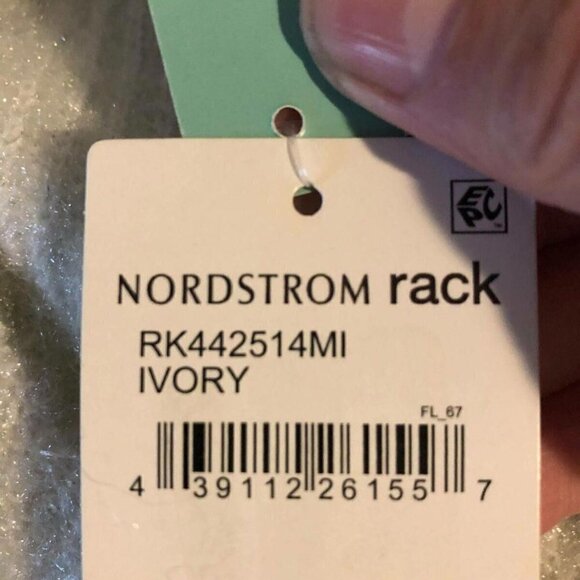 EPC
NORDSTROM rack
RK442514MI
IVORY
FL_67
4 39112 26155 7